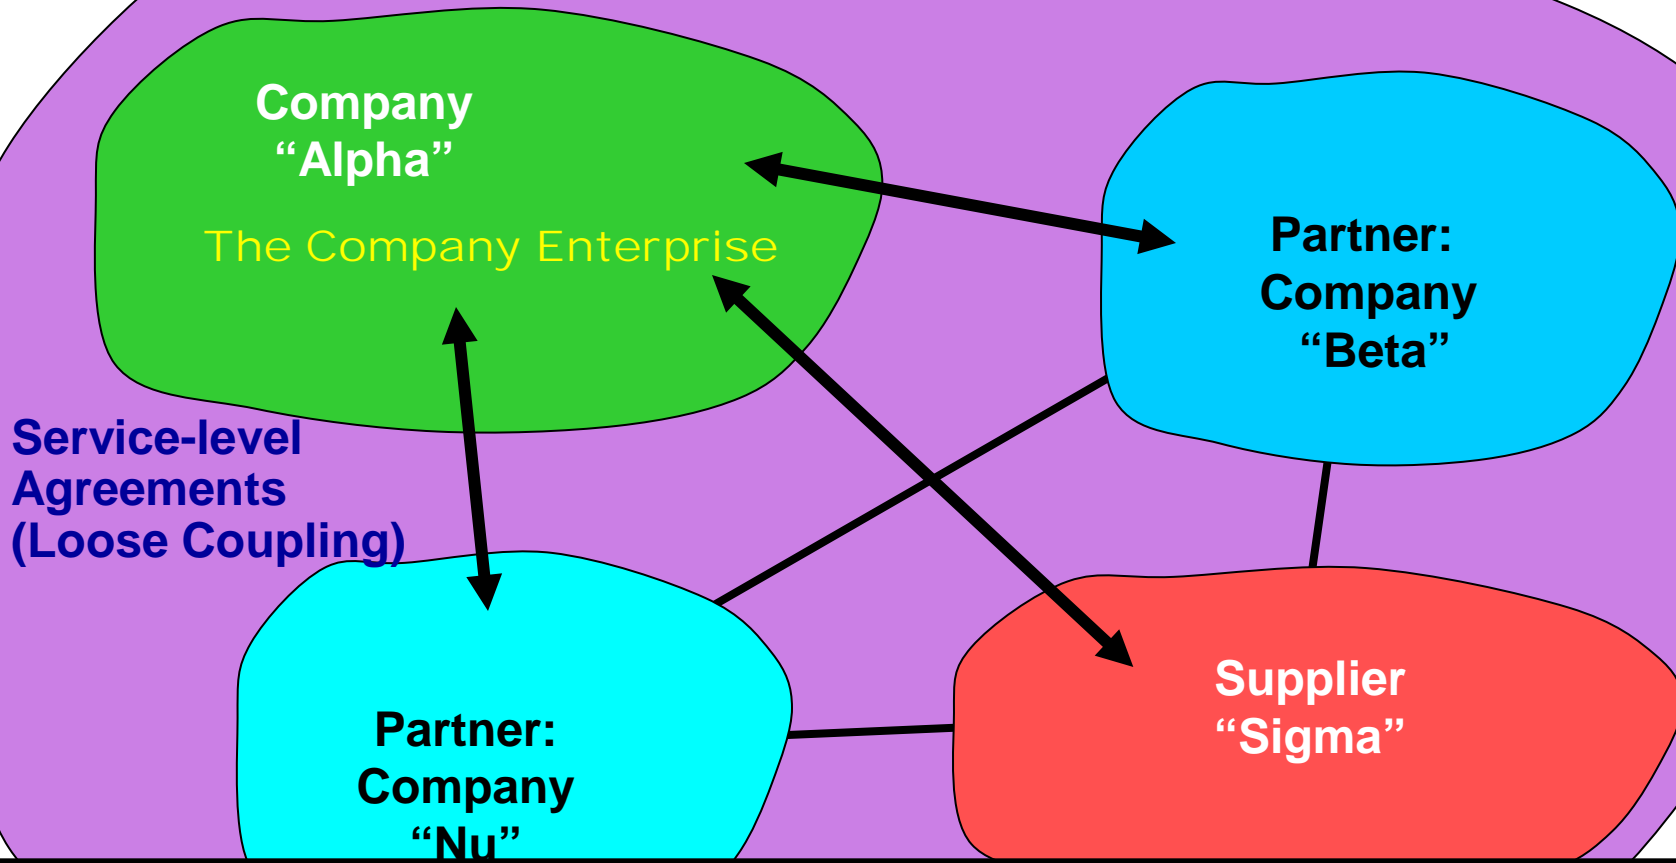 Company
“Alpha”
The Company Enterprise
Partner:
Company
“Beta”
Service-level
Agreements
(Loose Coupling)
Supplier
“Sigma”
Partner:
Company
“Nu”